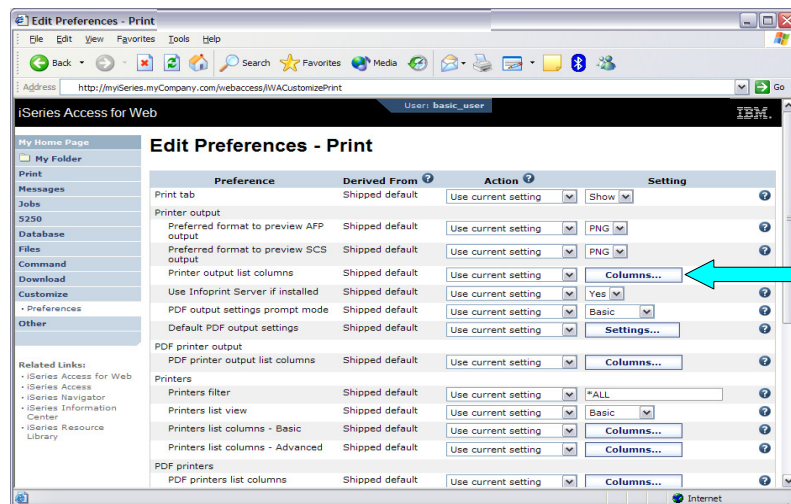 Edit Preferences - Print
File Edit View Favorites Tools Help
Back Search Favorites Media
Address http://myiSeries.myCompany.com/webaccess/iWACustomizePrint Go
iSeries Access for Web User: basic_user IBM.
My Home Page
My Folder
Print
Messages
Jobs
5250
Database
Files
Command
Download
Customize
• Preferences
Other
Related Links:
• iSeries Access for Web
• iSeries Access
• iSeries Navigator
• iSeries Information
Center
• iSeries Resource
Library
Edit Preferences - Print
Preference Derived From ? Action ? Setting
Print tab Shipped default Use current setting Show ?
Printer output
Preferred format to preview AFP
output Shipped default Use current setting PNG ?
Preferred format to preview SCS
output Shipped default Use current setting PNG ?
Printer output list columns Shipped default Use current setting Columns...
Use Infoprint Server if installed Shipped default Use current setting Yes ?
PDF output settings prompt mode Shipped default Use current setting Basic ?
Default PDF output settings Shipped default Use current setting Settings... ?
PDF printer output
PDF printer output list columns Shipped default Use current setting Columns... ?
Printers
Printers filter Shipped default Use current setting *ALL ?
Printers list view Shipped default Use current setting Basic ?
Printers list columns - Basic Shipped default Use current setting Columns... ?
Printers list columns - Advanced Shipped default Use current setting Columns... ?
PDF printers
PDF printers list columns Shipped default Use current setting Columns... ?
Internet